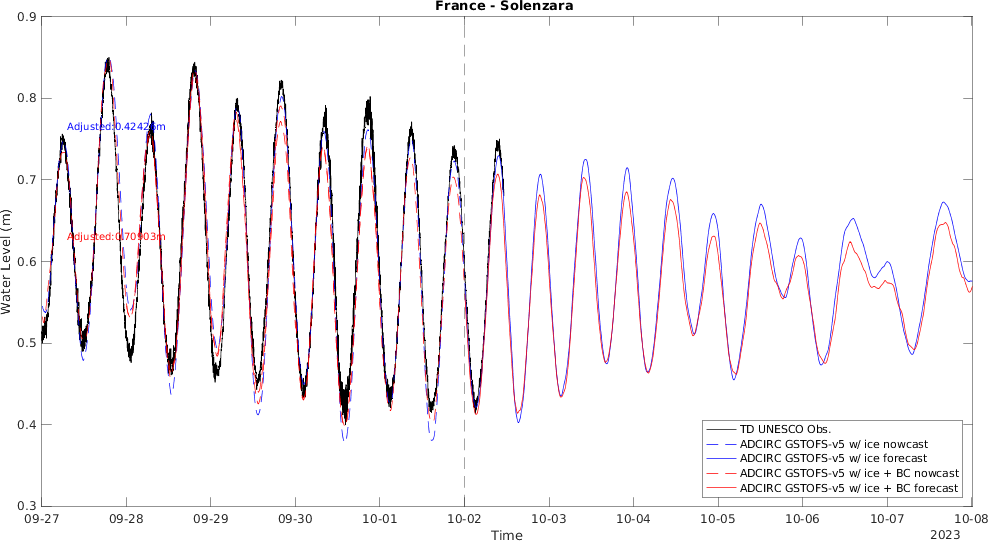 France - Solenzara
0.9
0.8
0.7
0.6
0.5
0.4
0.3
Water Level (m)
Adjusted:0.42426m
Adjusted:0.70903m
TD UNESCO Obs.
ADCIRC GSTOFS-v5 w/ ice nowcast
ADCIRC GSTOFS-v5 w/ ice forecast
ADCIRC GSTOFS-v5 w/ ice + BC nowcast
ADCIRC GSTOFS-v5 w/ ice + BC forecast
09-27 09-28 09-29 09-30 10-01 10-02 10-03 10-04 10-05 10-06 10-07 10-08
Time
2023